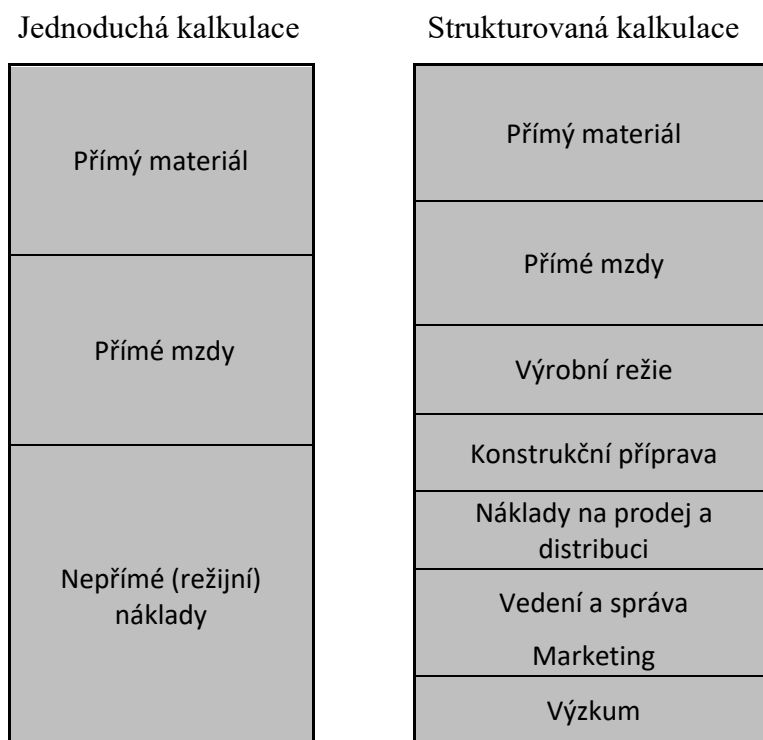 Jednoduchá kalkulace
Přímý materiál
Přímé mzdy
Nepřímé (režijní)
náklady
Strukturovaná kalkulace
Přímý materiál
Přímé mzdy
Výrobní režie
Konstrukční příprava
Náklady na prodej a
distribuci
Vedení a správa
Marketing
Výzkum